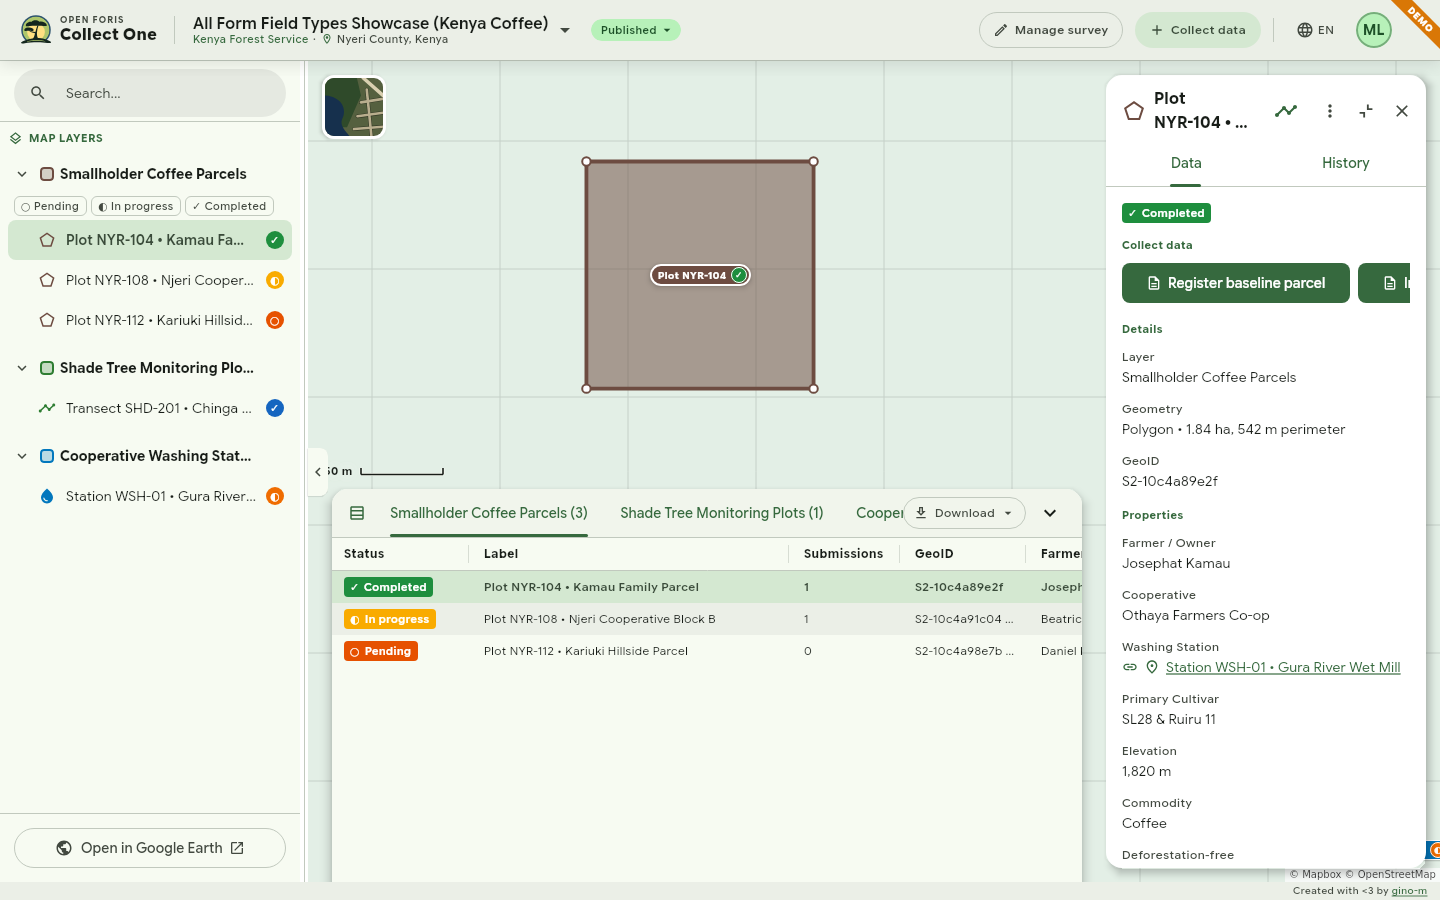 OPEN FORIS
Collect One
All Form Field Types Showcase (Kenya Coffee)
Kenya Forest Service · Nyeri County, Kenya
Published
Manage survey
Collect data
EN
ML
DEMO
Search...
MAP LAYERS
Smallholder Coffee Parcels
Pending
In progress
Completed
Plot NYR-104 • Kamau Fa...
Plot NYR-108 • Njeri Cooper...
Plot NYR-112 • Kariuki Hillsid...
Shade Tree Monitoring Plo...
Transect SHD-201 • Chinga ...
Cooperative Washing Stat...
Station WSH-01 • Gura River...
Open in Google Earth
Plot NYR-104
50 m
Smallholder Coffee Parcels (3)
Shade Tree Monitoring Plots (1)
Cooper
Download
Status Label Submissions GeoID Farmer
Completed Plot NYR-104 • Kamau Family Parcel 1 S2-10c4a89e2f Joseph
In progress Plot NYR-108 • Njeri Cooperative Block B 1 S2-10c4a91c04 ... Beatric
Pending Plot NYR-112 • Kariuki Hillside Parcel 0 S2-10c4a98e7b ... Daniel
Plot
NYR-104 • ...
Data
History
Completed
Collect data
Register baseline parcel
Details
Layer
Smallholder Coffee Parcels
Geometry
Polygon • 1.84 ha, 542 m perimeter
GeoID
S2-10c4a89e2f
Properties
Farmer / Owner
Josephat Kamau
Cooperative
Othaya Farmers Co-op
Washing Station
Station WSH-01 • Gura River Wet Mill
Primary Cultivar
SL28 & Ruiru 11
Elevation
1,820 m
Commodity
Coffee
Deforestation-free
© Mapbox © OpenStreetMap
Created with <3 by gino-m